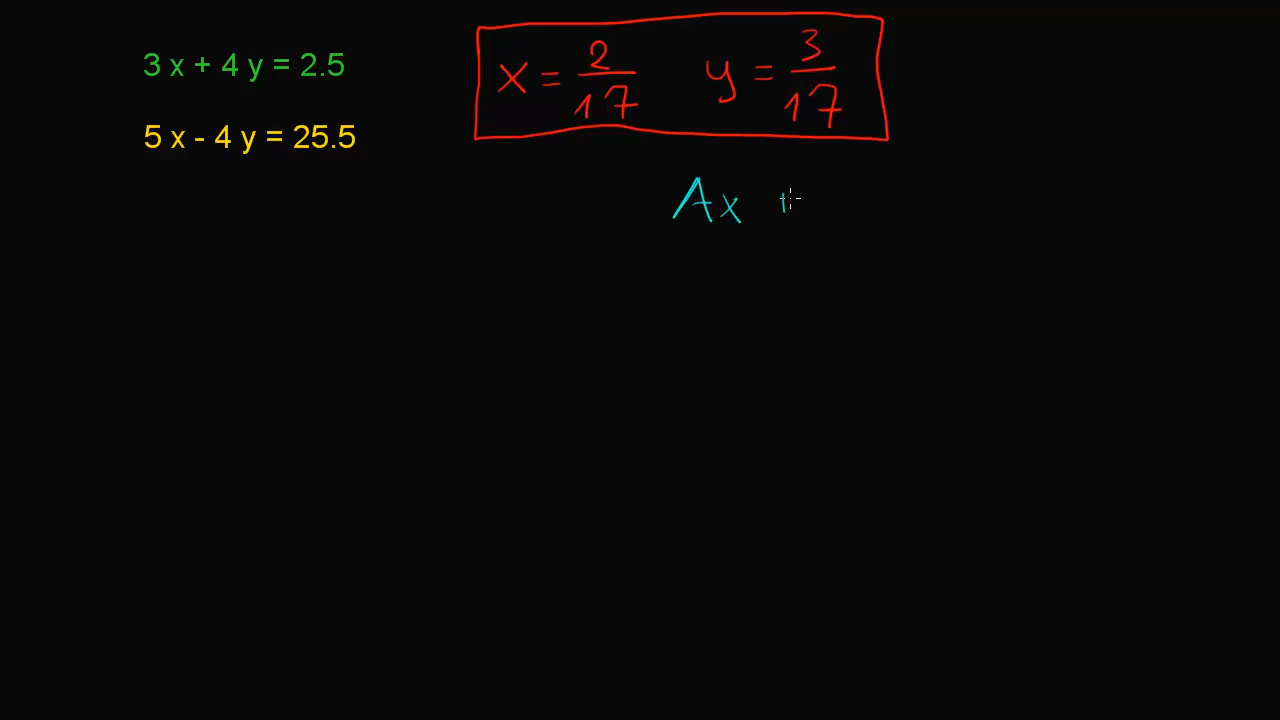 3 x + 4 y = 2.5
5 x - 4 y = 25.5
x = 2/17 y = 3/17
Ax